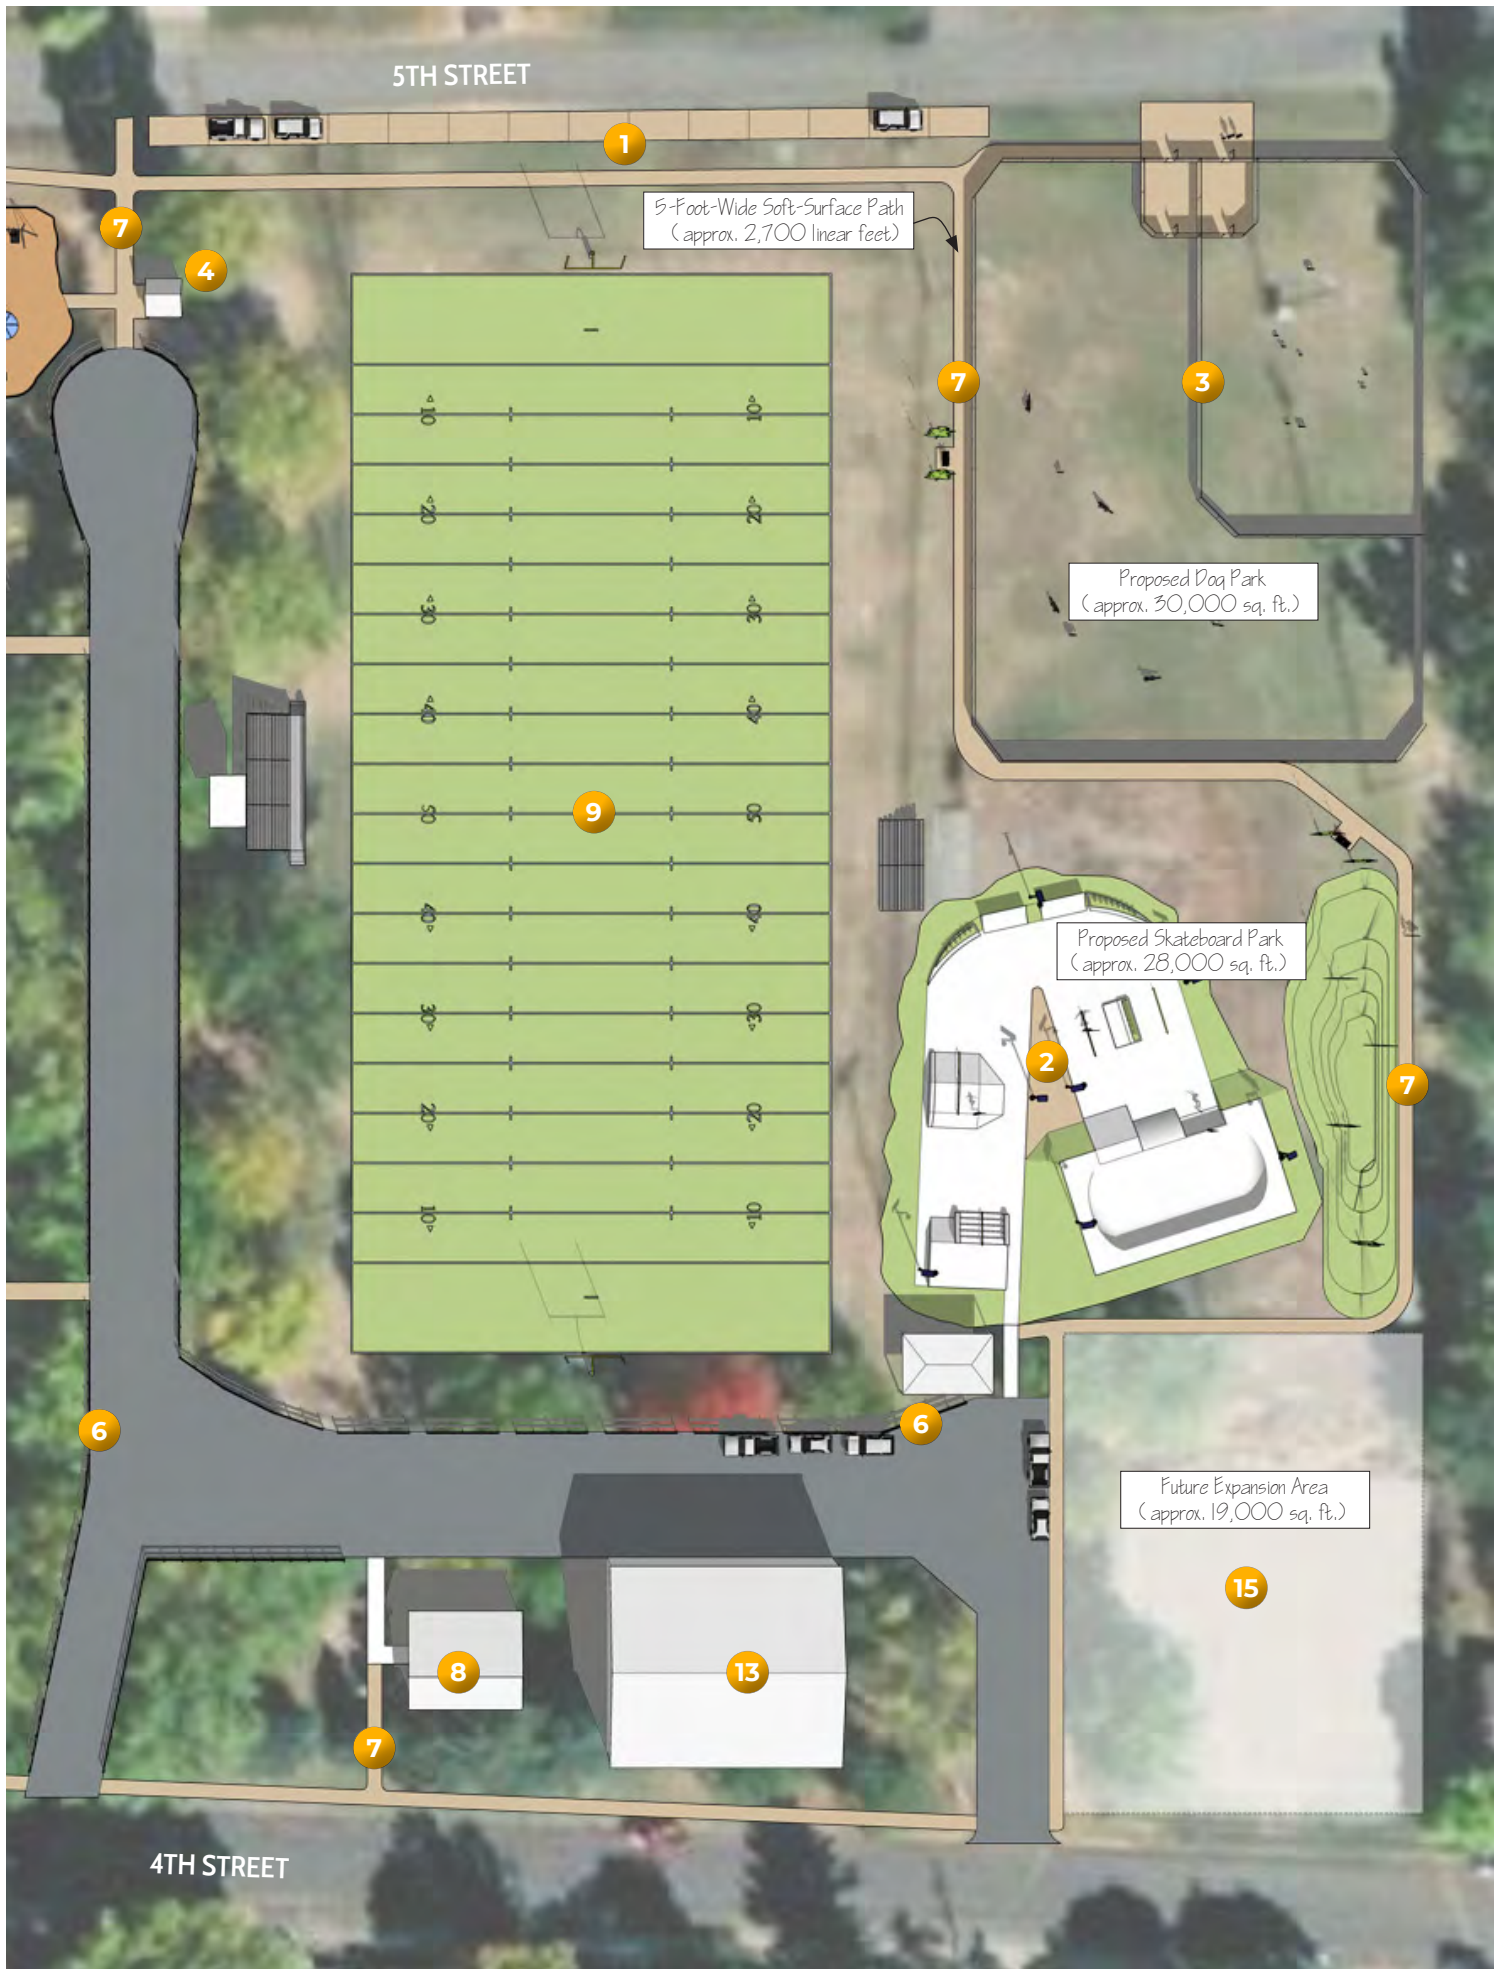 5TH STREET
1
5-Foot-Wide Soft-Surface Path
(approx. 2,700 linear feet)
7
4
7
3
10 10
20 20
Proposed Dog Park
(approx. 30,000 sq. ft.)
30 30
40 40
50 9 50
40 40
Proposed Skateboard Park
(approx. 28,000 sq. ft.)
30 30
2
7
20 20
10 10
6
6
Future Expansion Area
(approx. 19,000 sq. ft.)
15
8
13
7
4TH STREET